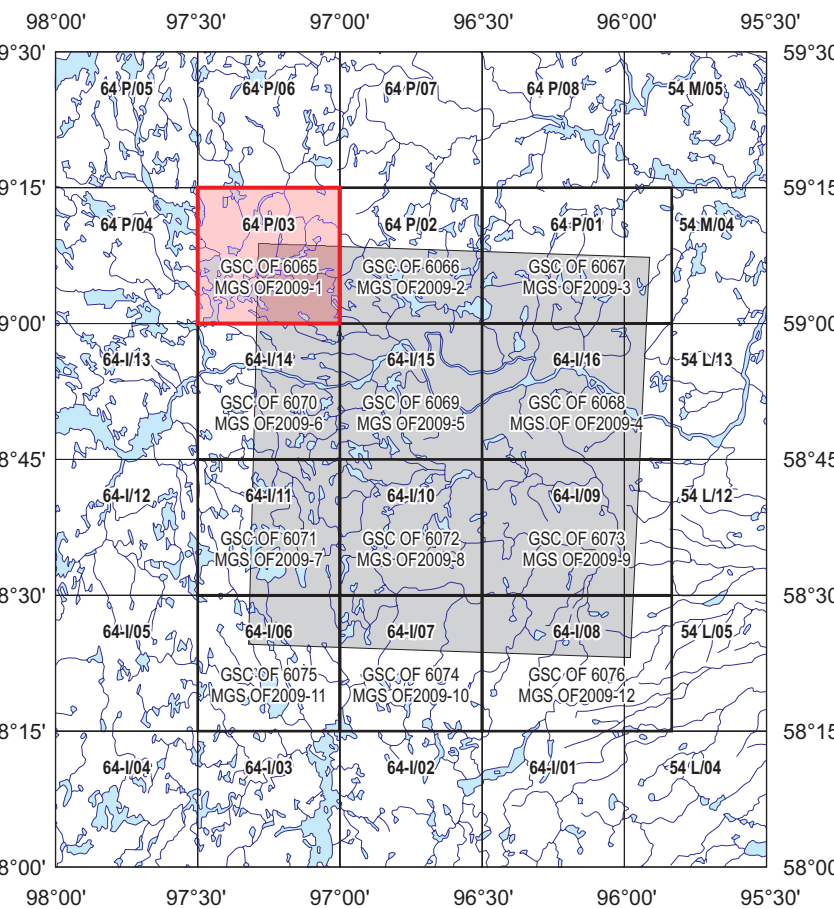 98°00' 97°30' 97°00' 96°30' 96°00' 95°30'
9°30' 59°30
64 P/05 64 P/06 64 P/07 64 P/08 54 M/05
9°15' 59°15
64 P/04 64 P/03 64 P/02 64 P/01 54 M/04
GSC OF 6065 GSC OF 6066 GSC OF 6067
MGS OF2009-1 MGS OF2009-2 MGS OF2009-3
9°00' 59°00
64-I/13 64-I/14 64-I/15 64-I/16 54 L/13
GSC OF 6070 GSC OF 6069 GSC OF 6068
MGS OF2009-6 MGS OF2009-5 MGS OF OF2009-4
8°45' 58°45
64-I/12 64-I/11 64-I/10 64-I/09 54 L/12
GSC OF 6071 GSC OF 6072 GSC OF 6073
MGS OF2009-7 MGS OF2009-8 MGS OF2009-9
8°30' 58°30
64-I/05 64-I/06 64-I/07 64-I/08 54 L/05
GSC OF 6075 GSC OF 6074 GSC OF 6076
MGS OF2009-11 MGS OF2009-10 MGS OF2009-12
8°15' 58°15
64-I/04 64-I/03 64-I/02 64-I/01 54 L/04
8°00' 58°00
98°00' 97°30' 97°00' 96°30' 96°00' 95°30'